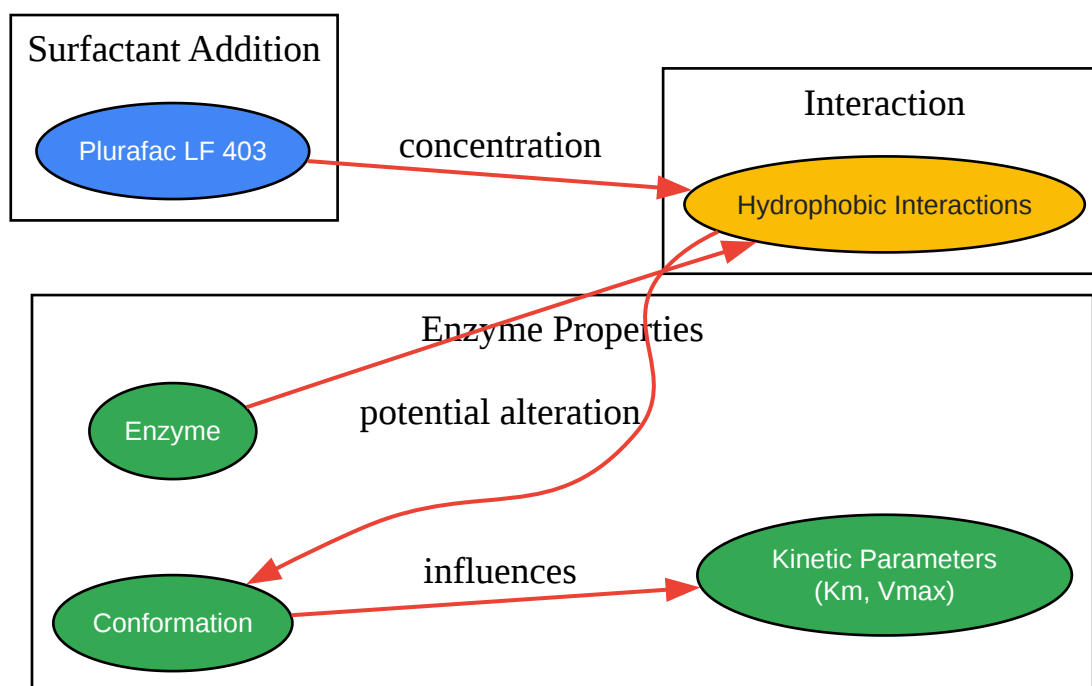 Surfactant Addition
Plurafac LF 403
concentration
Interaction
Hydrophobic Interactions
Enzyme Properties
Enzyme
potential alteration
Conformation
influences
Kinetic Parameters
(Km, Vmax)